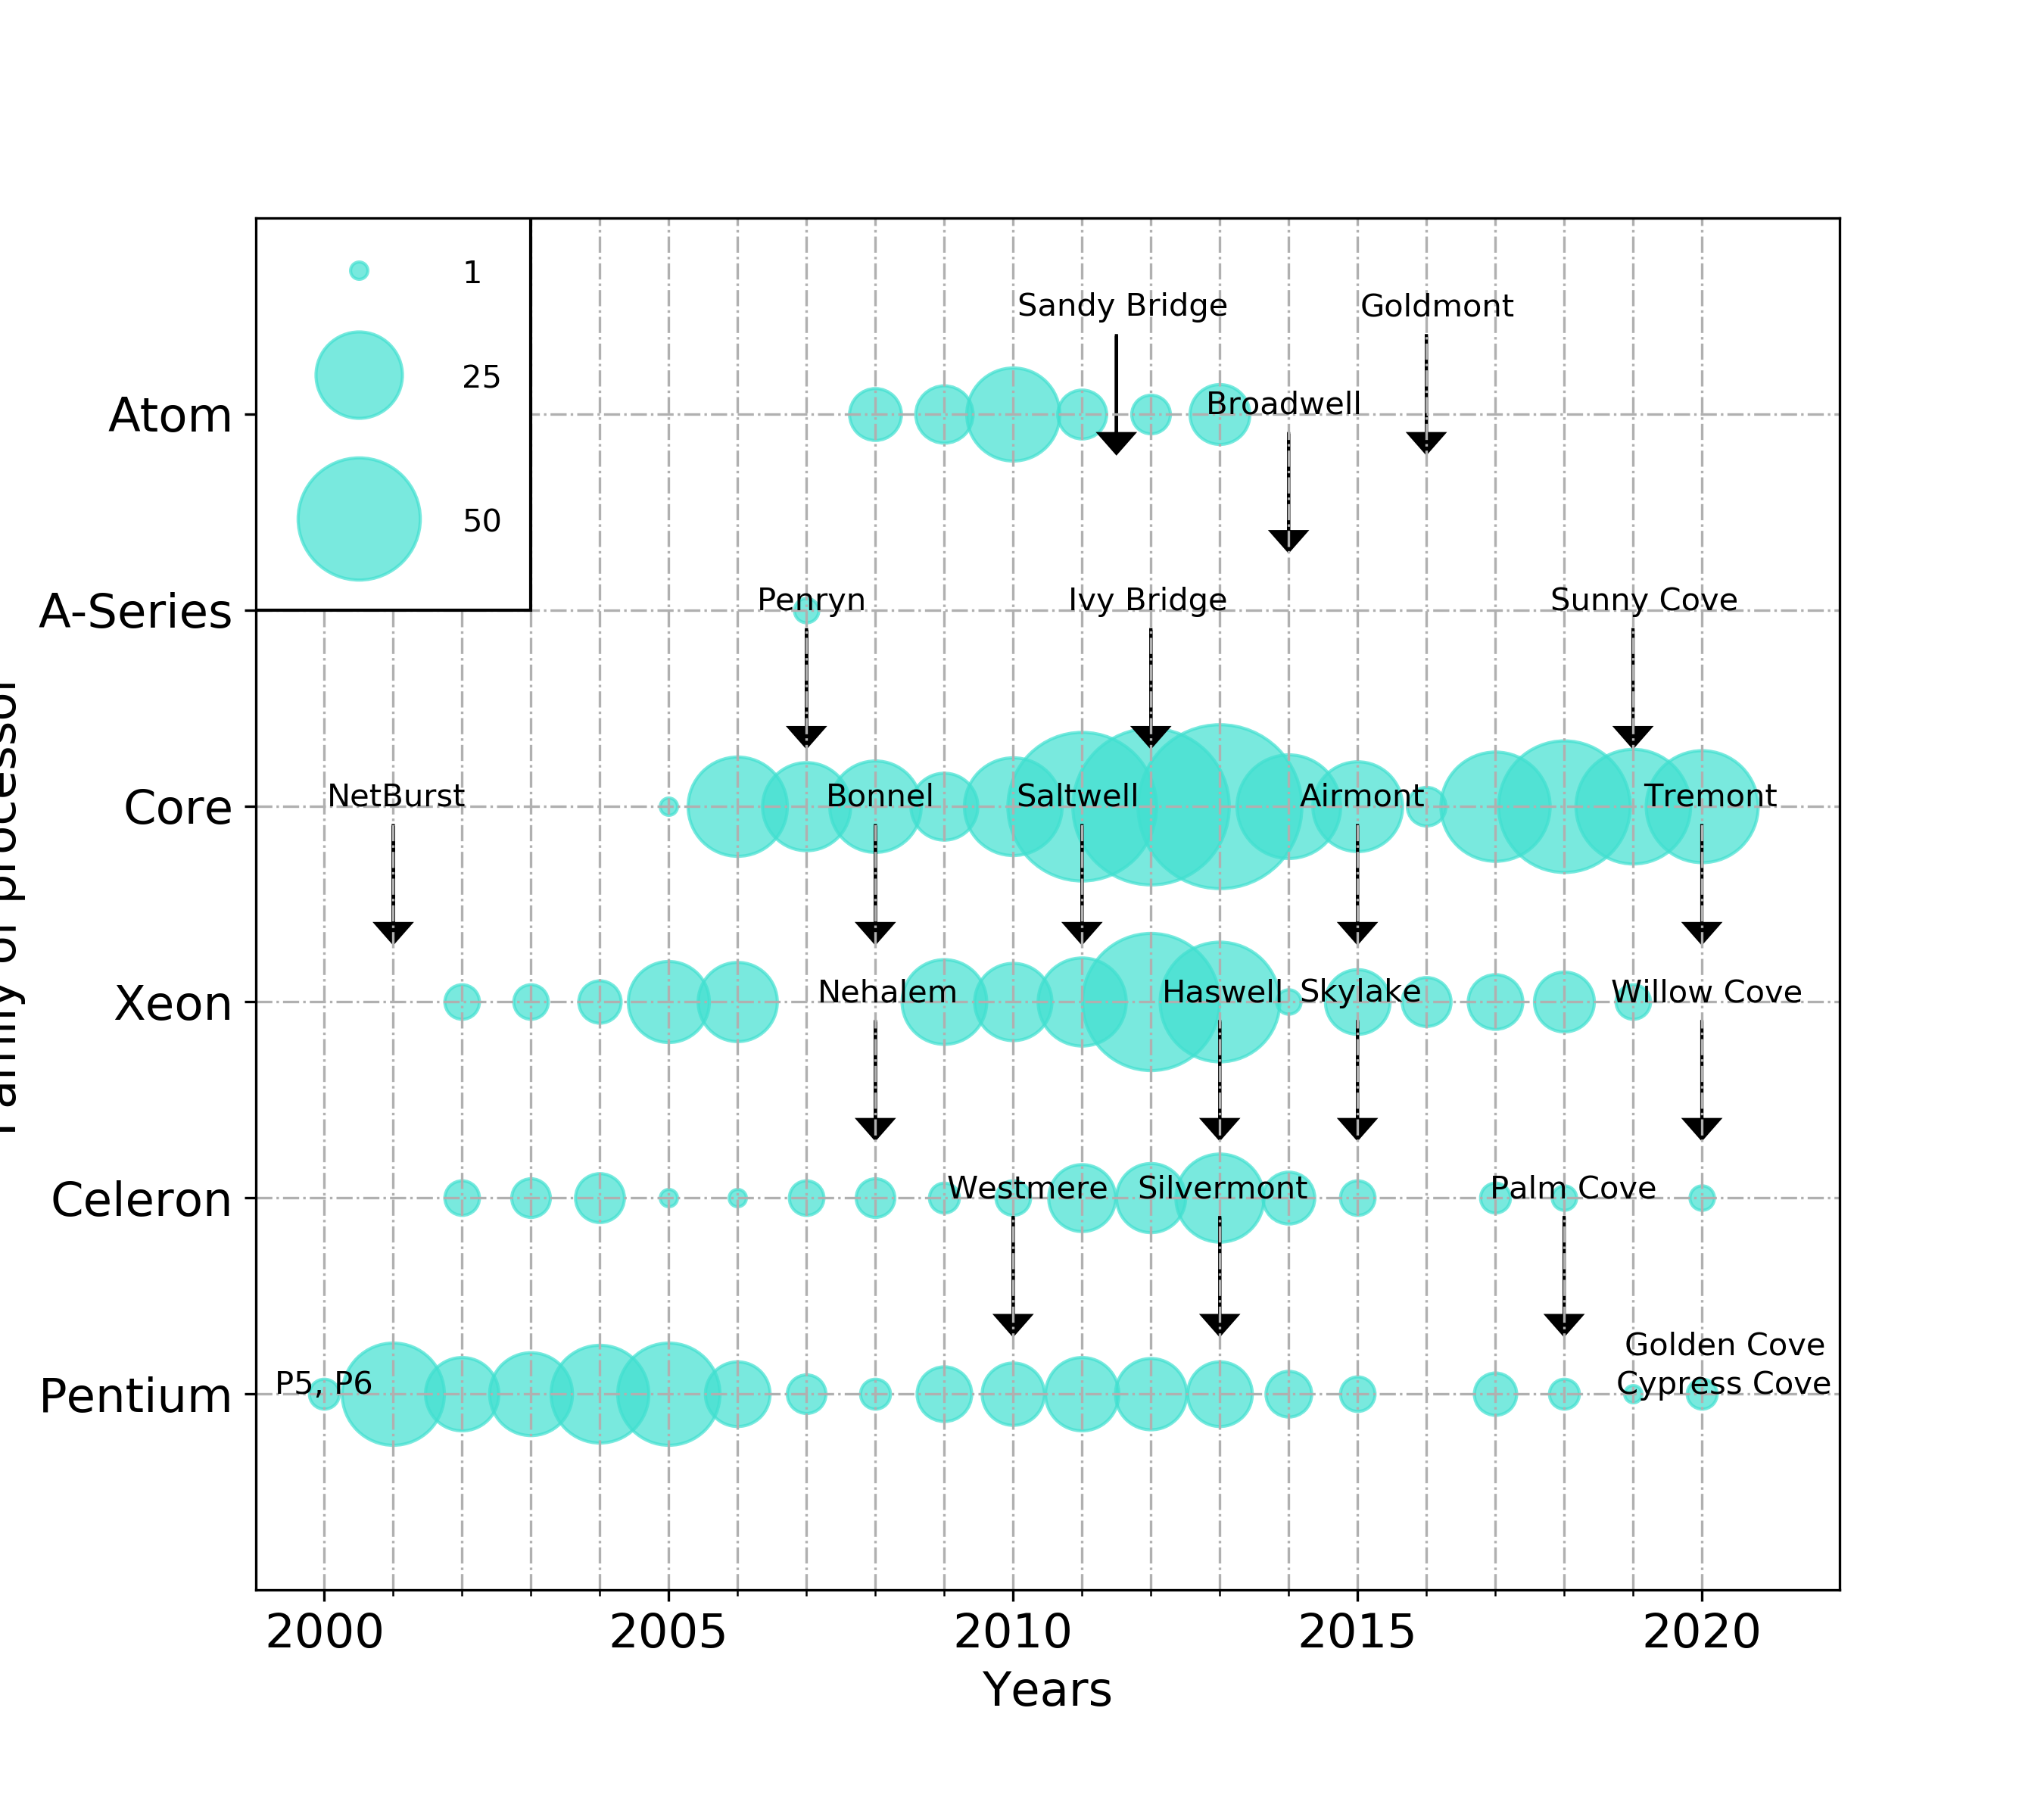 1
25
50
Sandy Bridge
Goldmont
Atom
Broadwell
A-Series
Penryn
Ivy Bridge
Sunny Cove
Core
NetBurst
Bonnel
Saltwell
Airmont
Tremont
Family of processor
Xeon
Nehalem
Haswell
Skylake
Willow Cove
Celeron
Westmere
Silvermont
Palm Cove
Golden Cove
Cypress Cove
Pentium
P5, P6
2000
2005
2010
2015
2020
Years